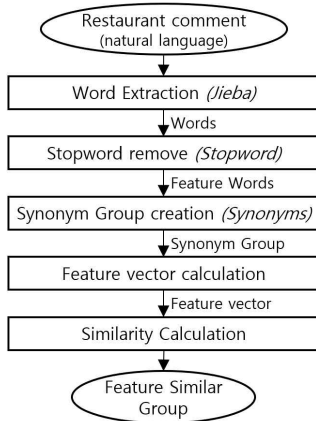 Restaurant comment
(natural language)
Word Extraction (Jieba)
Words
Stopword remove (Stopword)
Feature Words
Synonym Group creation (Synonyms)
Synonym Group
Feature vector calculation
Feature vector
Similarity Calculation
Feature Similar
Group